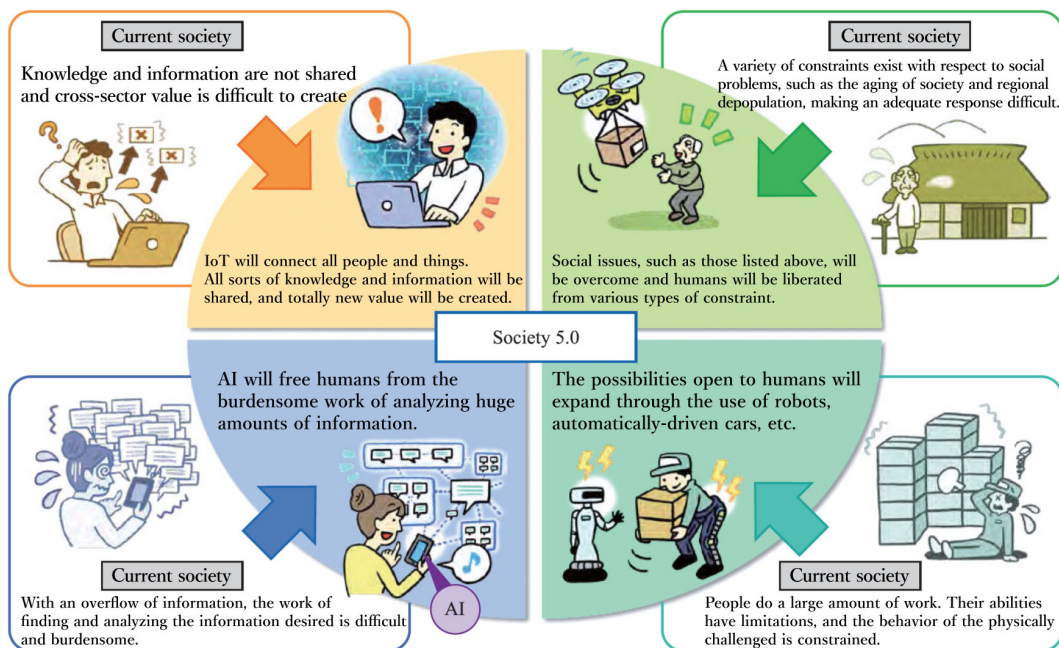 Current society
Knowledge and information are not shared
and cross-sector value is difficult to create
IoT will connect all people and things.
All sorts of knowledge and information will be
shared, and totally new value will be created.
Current society
A variety of constraints exist with respect to social
problems, such as the aging of society and regional
depopulation, making an adequate response difficult.
Social issues, such as those listed above, will
be overcome and humans will be liberated
from various types of constraint.
Society 5.0
AI will free humans from the
burdensome work of analyzing huge
amounts of information.
AI
Current society
With an overflow of information, the work of
finding and analyzing the information desired is difficult
and burdensome.
The possibilities open to humans will
expand through the use of robots,
automatically-driven cars, etc.
Current society
People do a large amount of work. Their abilities
have limitations, and the behavior of the physically
challenged is constrained.